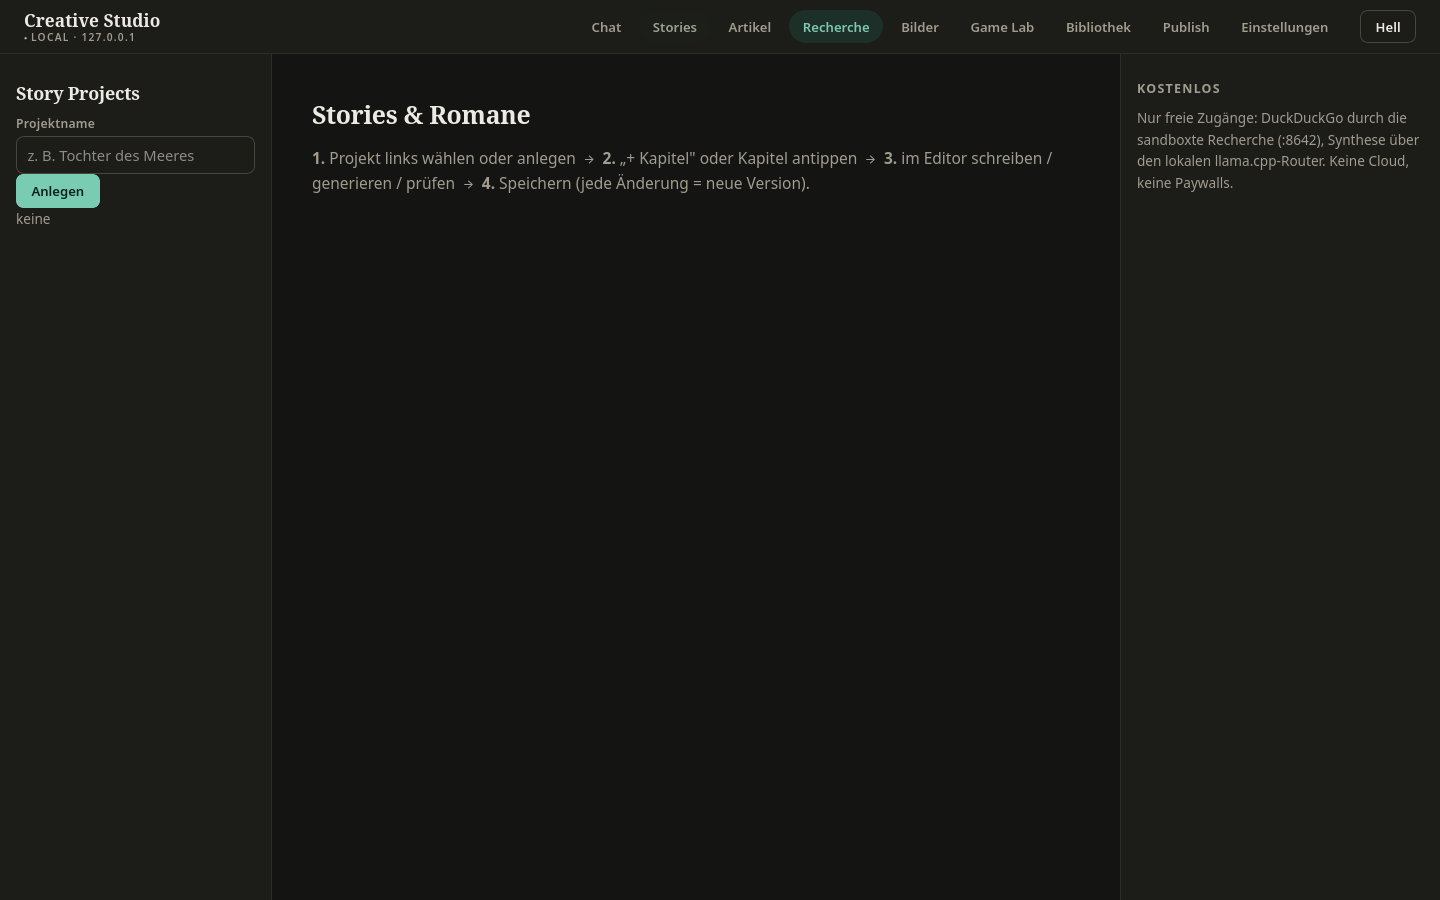 Creative Studio
• LOCAL · 127.0.0.1
Chat
Stories
Artikel
Recherche
Bilder
Game Lab
Bibliothek
Publish
Einstellungen
Hell
Story Projects
Projektname
z. B. Tochter des Meeres
Anlegen
keine
Stories & Romane
1. Projekt links wählen oder anlegen → 2. „+ Kapitel" oder Kapitel antippen → 3. im Editor schreiben /
generieren / prüfen → 4. Speichern (jede Änderung = neue Version).
KOSTENLOS
Nur freie Zugänge: DuckDuckGo durch die
sandboxte Recherche (:8642), Synthese über
den lokalen llama.cpp-Router. Keine Cloud,
keine Paywalls.